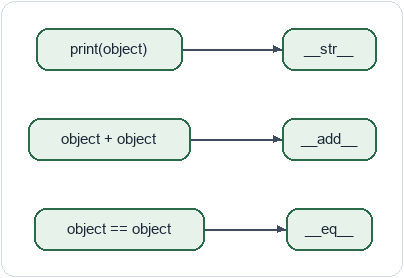 print(object) __str__
object + object __add__
object == object __eq__